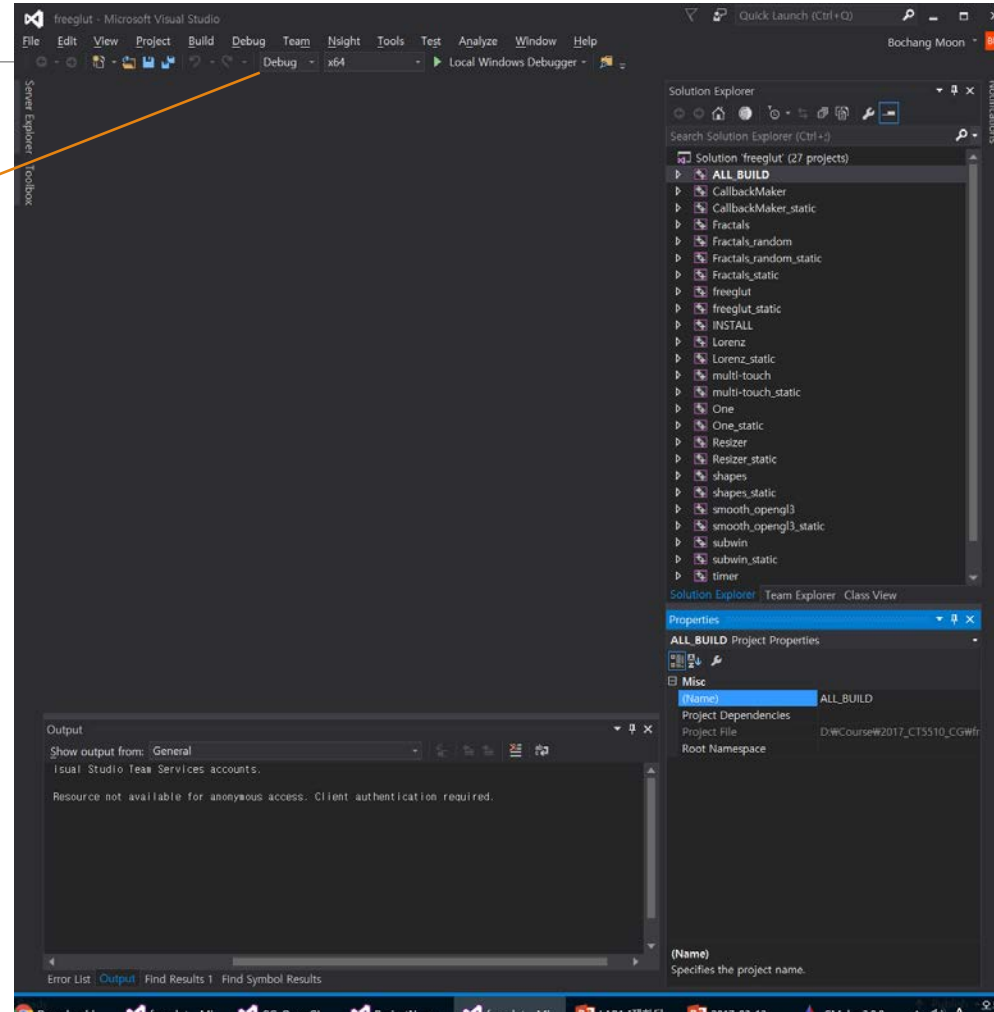 freeglut - Microsoft Visual Studio
Quick Launch (Ctrl+Q)
File Edit View Project Build Debug Team Nsight Tools Test Analyze Window Help
Bochang Moon
Debug x64 Local Windows Debugger
Server Explorer
Toolbox
Notifications
Solution Explorer
Search Solution Explorer (Ctrl+;)
Solution 'freeglut' (27 projects)
ALL_BUILD
CallbackMaker
CallbackMaker_static
Fractals
Fractals_random
Fractals_random_static
Fractals_static
freeglut
freeglut_static
INSTALL
Lorenz
Lorenz_static
multi-touch
multi-touch_static
One
One_static
Resizer
Resizer_static
shapes
shapes_static
smooth_opengl3
smooth_opengl3_static
subwin
subwin_static
timer
Solution Explorer Team Explorer Class View
Properties
ALL_BUILD Project Properties
Misc
(Name) ALL_BUILD
Project Dependencies
Project File D:₩Course₩2017_CT5510_CG₩fr
Root Namespace
Output
Show output from: General
isual Studio Team Services accounts.
Resource not available for anonymous access. Client authentication required.
(Name)
Specifies the project name.
Error List Output Find Results 1 Find Symbol Results